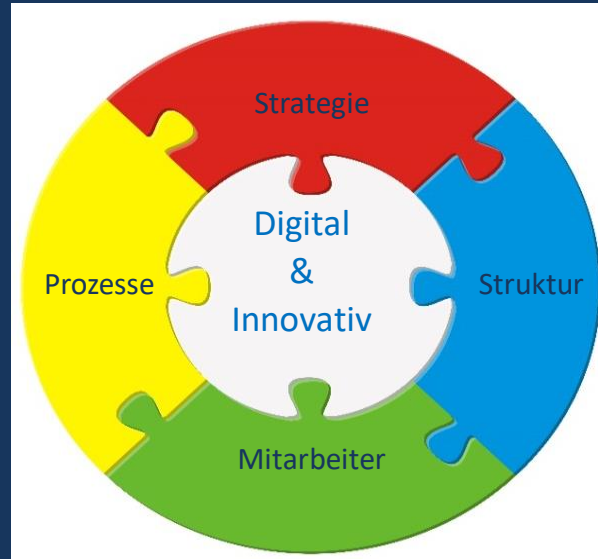 Strategie
Digital
&
Innovativ
Prozesse
Struktur
Mitarbeiter